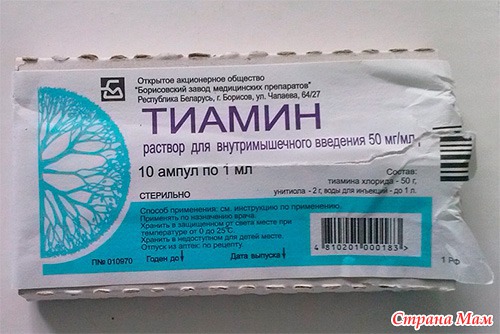 Открытое акционерное общество
"Борисовский завод медицинских препаратов"
Республика Беларусь, г. Борисов, ул. Чапаева, 64/27
ТИАМИН
раствор для внутримышечного введения 50 мг/мл
10 ампул по 1 мл
Состав:
тиамина хлорида - 50 г,
унитиола - 2 г, воды для инъекций - до 1 л.
СТЕРИЛЬНО
Способ применения: см. инструкцию по применению.
Применять по назначению врача.
Хранить в защищенном от света месте при
температуре от 0 до 25°С.
Хранить в недоступном для детей месте.
Отпуск из аптек: по рецепту.
П№ 010970
Годен до
Дата выпуска
4 810201 000183
1 РФ
Страна Мам